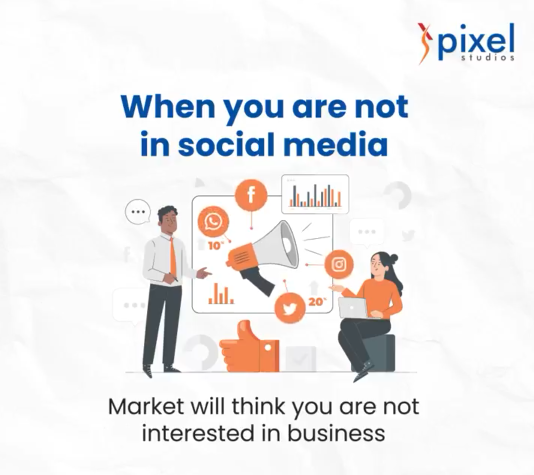 pixel
studios
When you are not
in social media
10%
20%
Market will think you are not
interested in business